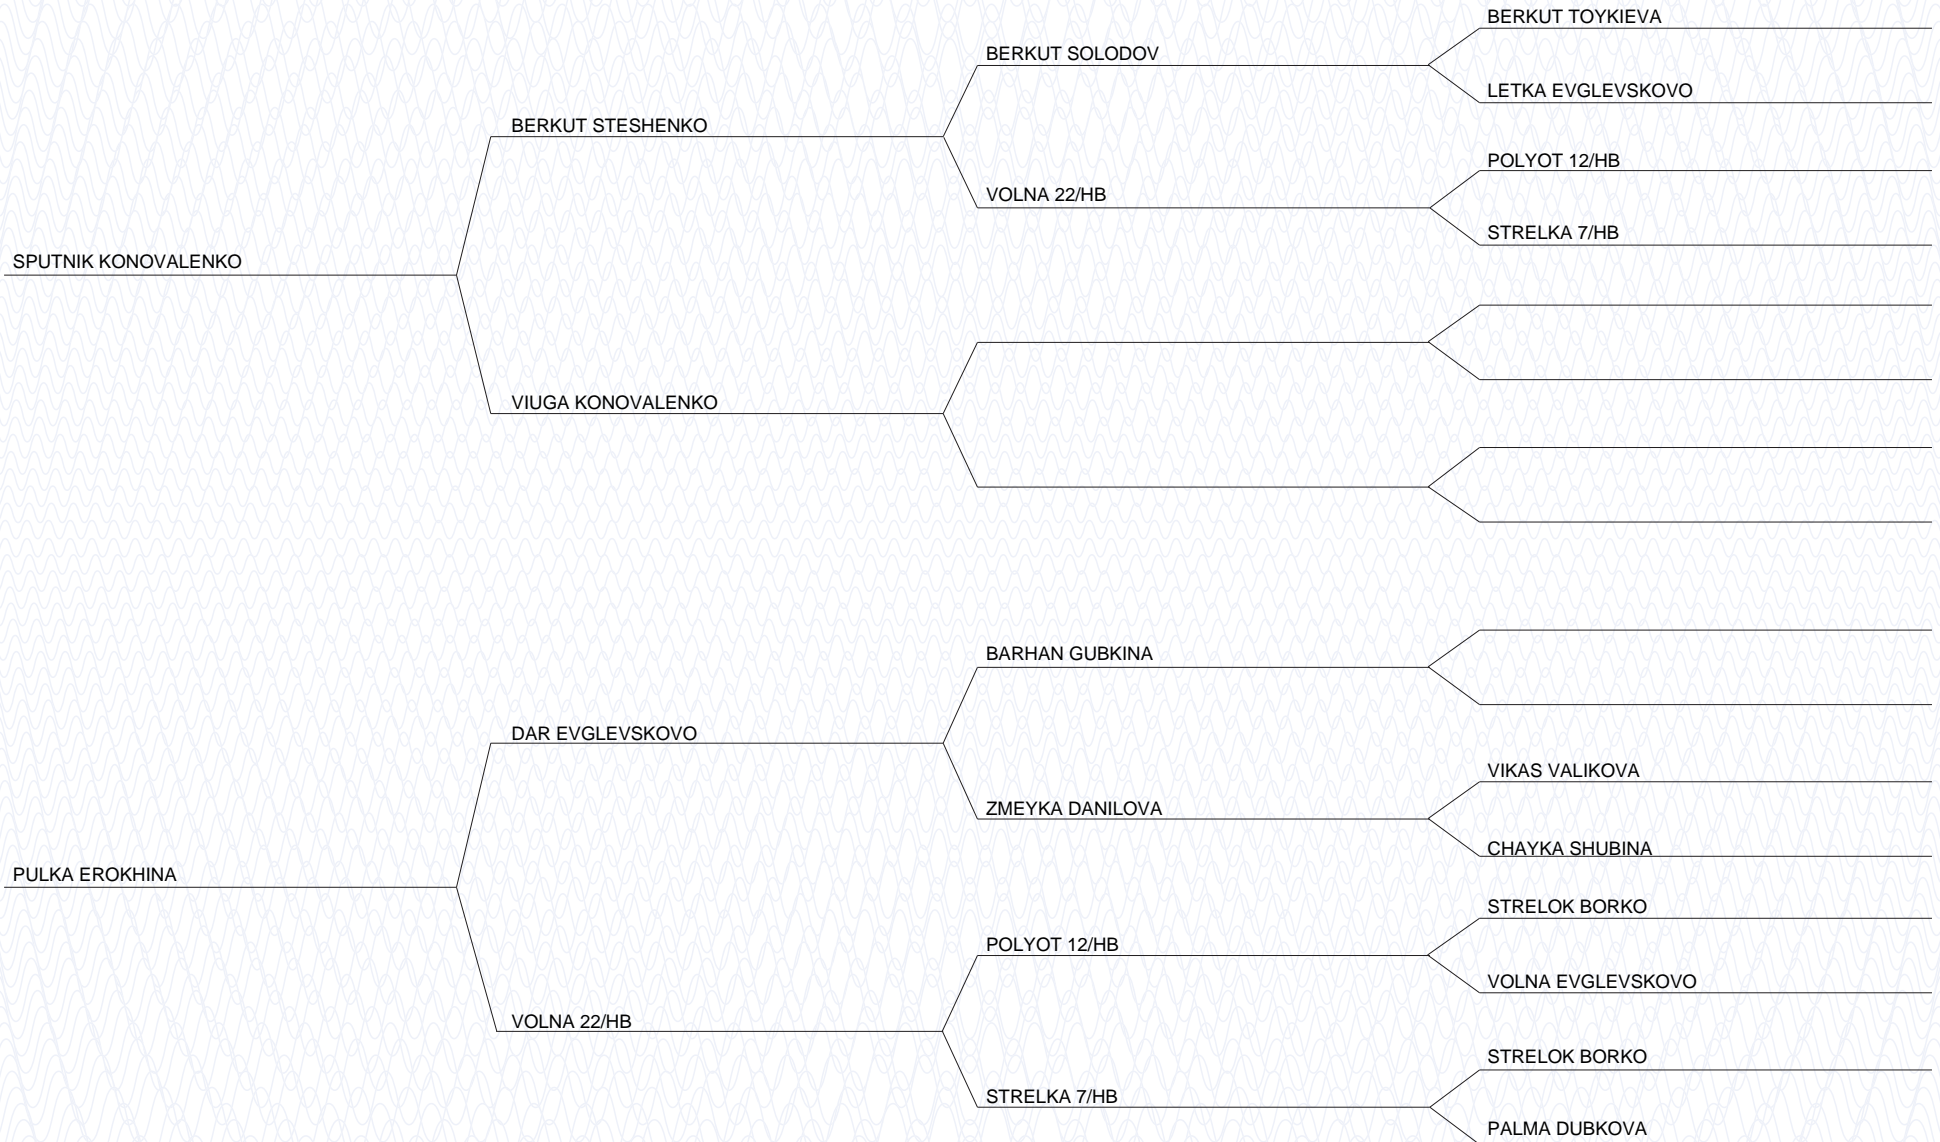 BERKUT TOYKIEVA
BERKUT SOLODOV
LETKA EVGLEVSKOVO
BERKUT STESHENKO
POLYOT 12/HB
VOLNA 22/HB
STRELKA 7/HB
SPUTNIK KONOVALENKO
VIUGA KONOVALENKO
BARHAN GUBKINA
DAR EVGLEVSKOVO
VIKAS VALIKOVA
ZMEYKA DANILOVA
CHAYKA SHUBINA
PULKA EROKHINA
STRELOK BORKO
POLYOT 12/HB
VOLNA EVGLEVSKOVO
VOLNA 22/HB
STRELOK BORKO
STRELKA 7/HB
PALMA DUBKOVA